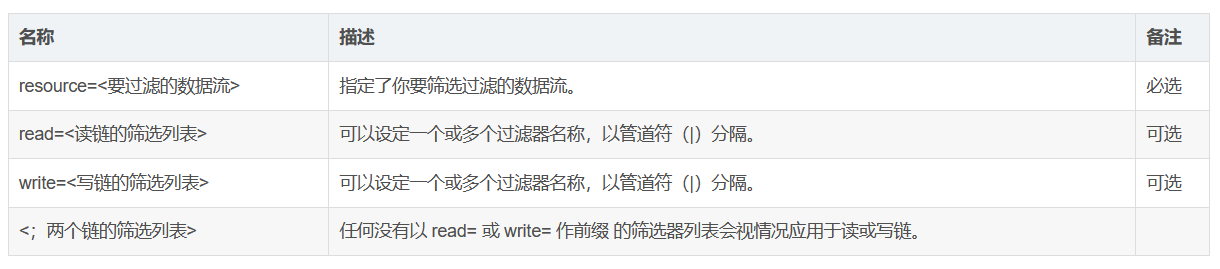 名称 描述 备注
resource=<要过滤的数据流> 指定了你要筛选过滤的数据流。 必选
read=<读链的筛选列表> 可以设定一个或多个过滤器名称，以管道符（|）分隔。 可选
write=<写链的筛选列表> 可以设定一个或多个过滤器名称，以管道符（|）分隔。 可选
<；两个链的筛选列表> 任何没有以 read= 或 write= 作前缀 的筛选器列表会视情况应用于读或写链。